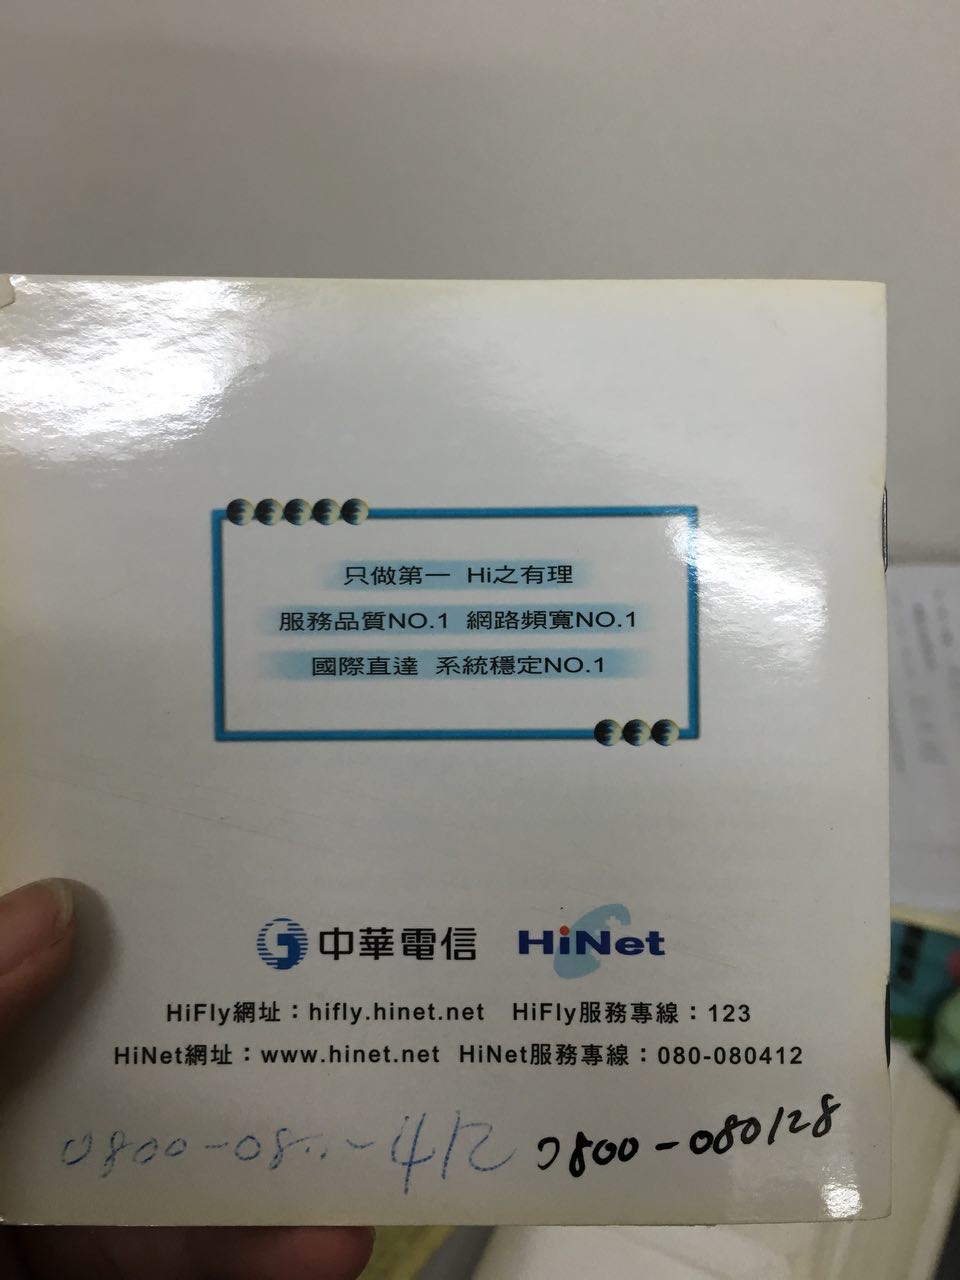 只做第一 Hi之有理
服務品質NO.1 網路頻寬NO.1
國際直達 系統穩定NO.1
中華電信 HiNet
HiFly網址：hifly.hinet.net HiFly服務專線：123
HiNet網址：www.hinet.net HiNet服務專線：080-080412
0800-080-412 0800-080128